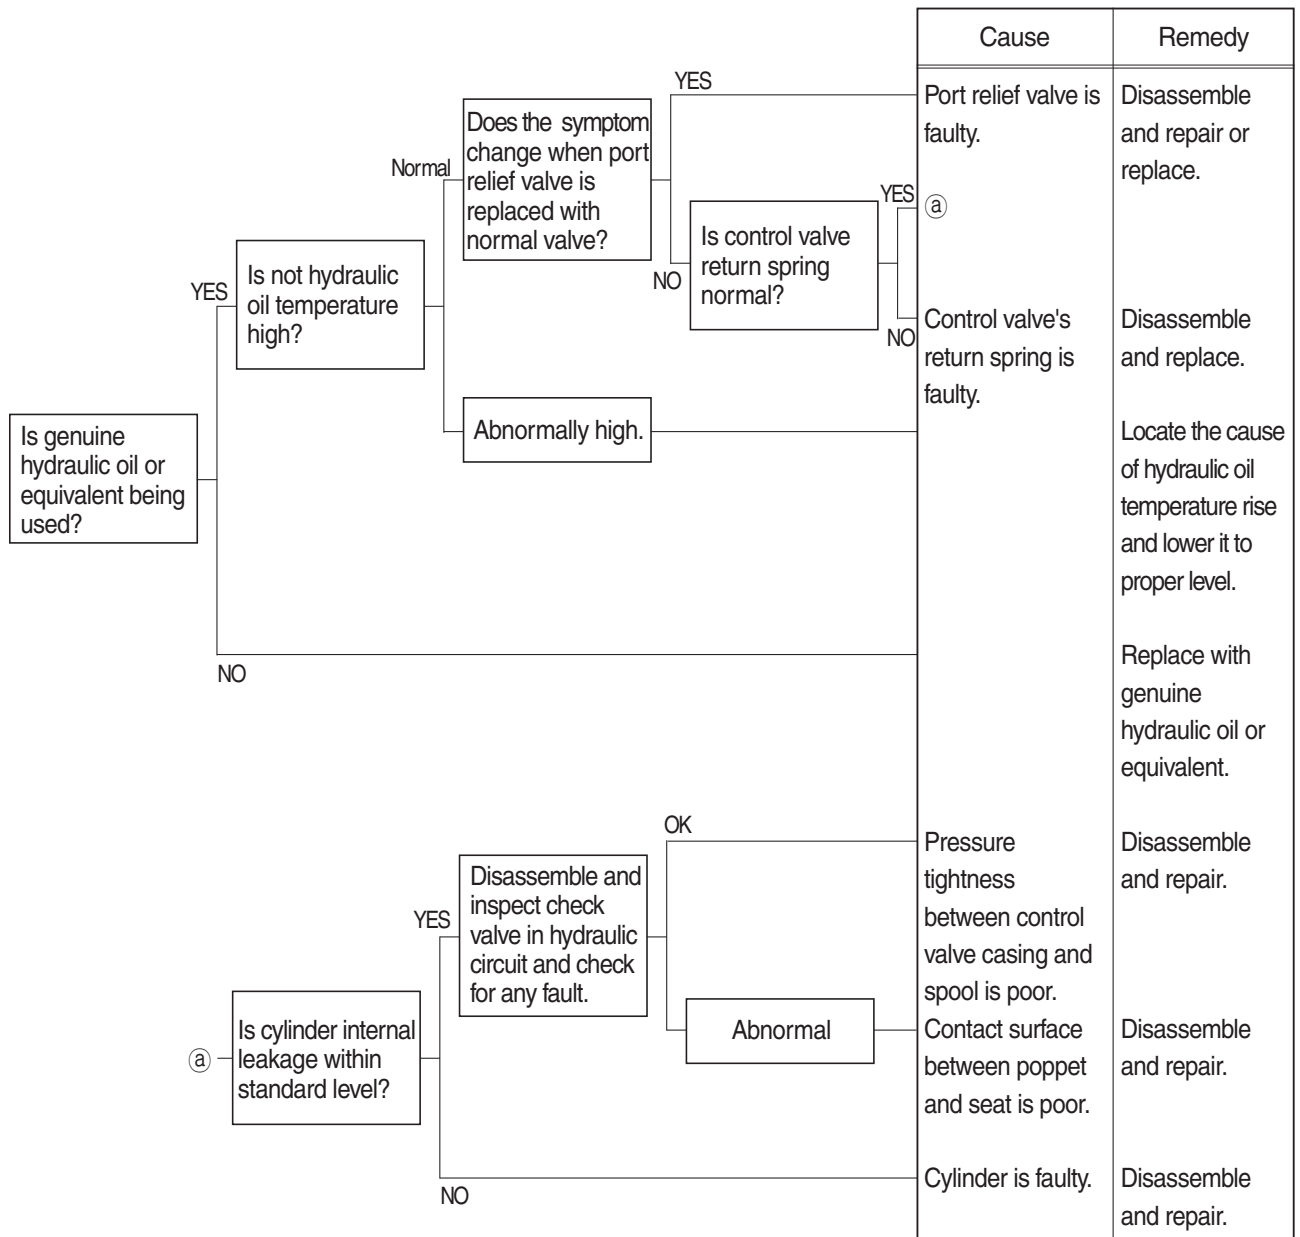 Cause
Remedy
YES
Port relief valve is
faulty.
Disassemble
and repair or
replace.
Does the symptom
change when port
relief valve is
replaced with
normal valve?
Normal
YES
ⓐ
Is control valve
return spring
normal?
NO
NO
Control valve's
return spring is
faulty.
Disassemble
and replace.
Is not hydraulic
oil temperature
high?
YES
Abnormally high.
Locate the cause
of hydraulic oil
temperature rise
and lower it to
proper level.
Is genuine
hydraulic oil or
equivalent being
used?
NO
Replace with
genuine
hydraulic oil or
equivalent.
OK
Pressure
tightness
between control
valve casing and
spool is poor.
Disassemble
and repair.
Disassemble and
inspect check
valve in hydraulic
circuit and check
for any fault.
YES
Abnormal
Contact surface
between poppet
and seat is poor.
Disassemble
and repair.
ⓐ
Is cylinder internal
leakage within
standard level?
NO
Cylinder is faulty.
Disassemble
and repair.